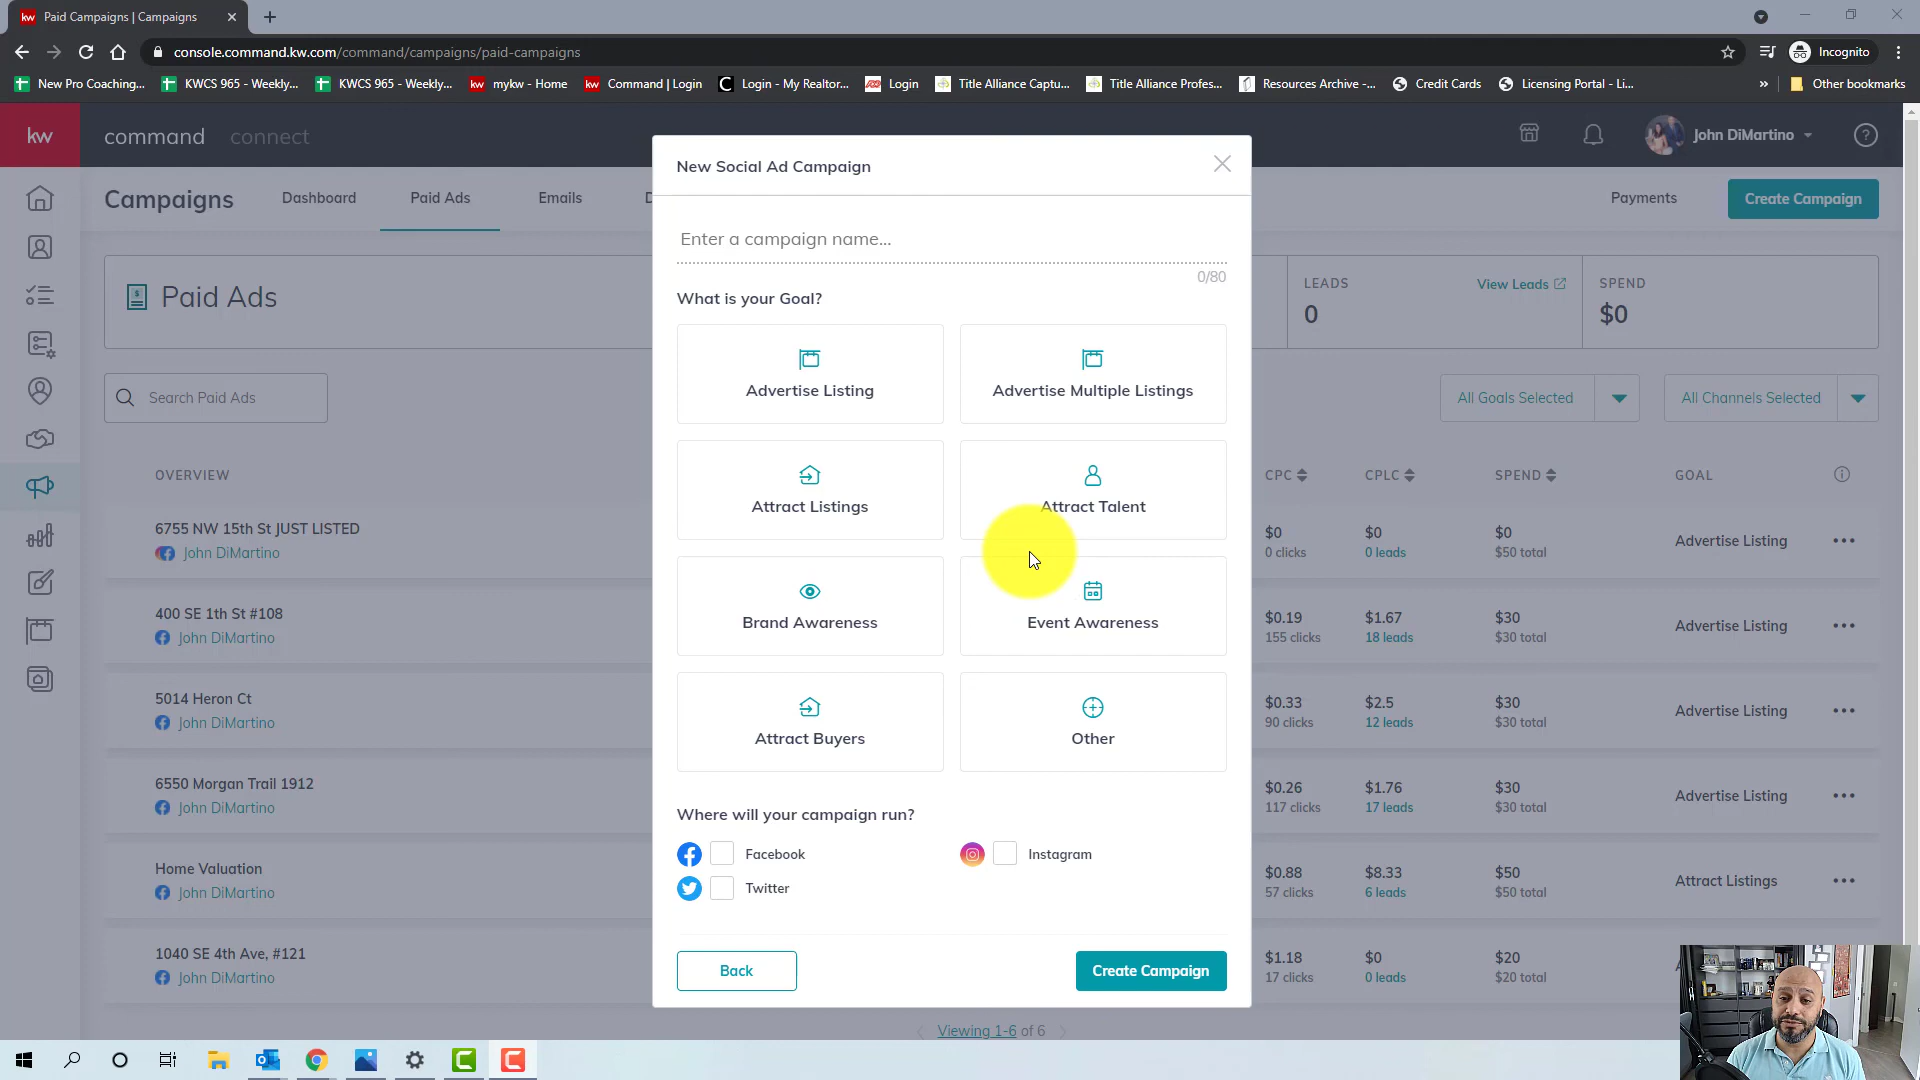 kw Paid Campaigns | Campaigns
console.command.kw.com/command/campaigns/paid-campaigns
Incognito
New Pro Coaching...
KWCS 965 - Weekly...
KWCS 965 - Weekly...
kw mykw - Home
kw Command | Login
Login - My Realtor...
Login
Title Alliance Captu...
Title Alliance Profes...
Resources Archive -...
Credit Cards
Licensing Portal - Li...
»
Other bookmarks
kw
command
connect
John DiMartino
?
Campaigns
Dashboard
Paid Ads
Emails
D
Payments
Create Campaign
Paid Ads
LEADS
View Leads
0
SPEND
$0
Search Paid Ads
All Goals Selected
All Channels Selected
OVERVIEW
CPC
CPLC
SPEND
GOAL
6755 NW 15th St JUST LISTED
John DiMartino
$0
0 clicks
$0
0 leads
$0
$50 total
Advertise Listing
400 SE 1th St #108
John DiMartino
$0.19
155 clicks
$1.67
18 leads
$30
$30 total
Advertise Listing
5014 Heron Ct
John DiMartino
$0.33
90 clicks
$2.5
12 leads
$30
$30 total
Advertise Listing
6550 Morgan Trail 1912
John DiMartino
$0.26
117 clicks
$1.76
17 leads
$30
$30 total
Advertise Listing
Home Valuation
John DiMartino
$0.88
57 clicks
$8.33
6 leads
$50
$50 total
Attract Listings
1040 SE 4th Ave, #121
John DiMartino
$1.18
17 clicks
$0
0 leads
$20
$20 total
Viewing 1-6 of 6
New Social Ad Campaign
Enter a campaign name...
0/80
What is your Goal?
Advertise Listing
Advertise Multiple Listings
Attract Listings
Attract Talent
Brand Awareness
Event Awareness
Attract Buyers
Other
Where will your campaign run?
Facebook
Instagram
Twitter
Back
Create Campaign